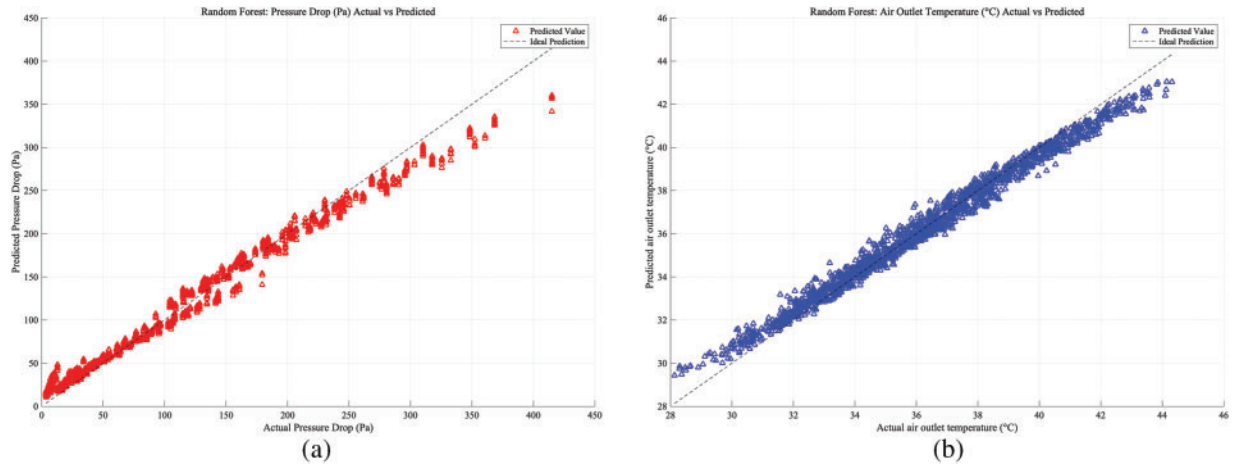 Random Forest: Pressure Drop (Pa) Actual vs Predicted
Predicted Value
Ideal Prediction
450
400
350
300
250
200
150
100
50
0
Predicted Pressure Drop (Pa)
0 50 100 150 200 250 300 350 400 450
Actual Pressure Drop (Pa)
(a)
Random Forest: Air Outlet Temperature (°C) Actual vs Predicted
Predicted Value
Ideal Prediction
46
44
42
40
38
36
34
32
30
28
Predicted air outlet temperature (°C)
28 30 32 34 36 38 40 42 44 46
Actual air outlet temperature (°C)
(b)